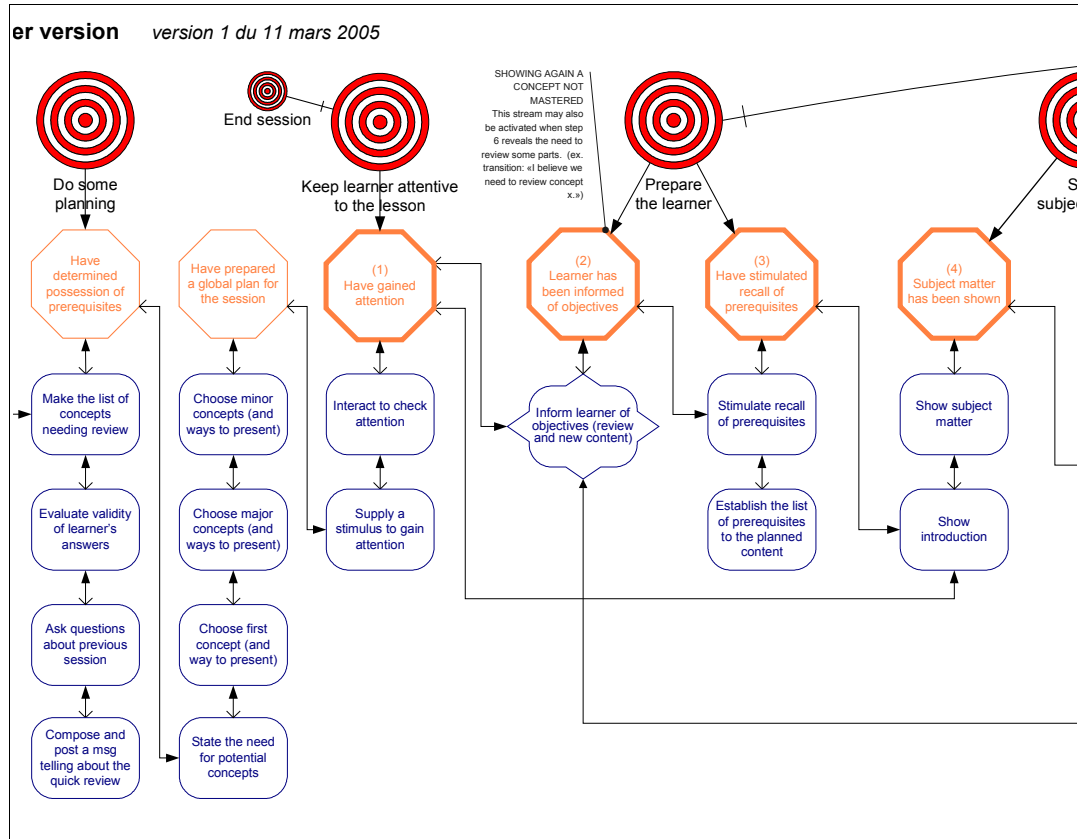 er version version 1 du 11 mars 2005
End session
SHOWING AGAIN A
CONCEPT NOT
MASTERED
This stream may also
be activated when step
6 reveals the need to
review some parts. (ex.
transition: «I believe we
need to review concept
x.»)
Do some
planning
Keep learner attentive
to the lesson
Prepare
the learner
S
subject
Have
determined
possession of
prerequisites
Have prepared
a global plan for
the session
(1)
Have gained
attention
(2)
Learner has
been informed
of objectives
(3)
Have stimulated
recall of
prerequisites
(4)
Subject matter
has been shown
Make the list of
concepts
needing review
Choose minor
concepts (and
ways to present)
Interact to check
attention
Inform learner of
objectives (review
and new content)
Stimulate recall
of prerequisites
Show subject
matter
Evaluate validity
of learner's
answers
Choose major
concepts (and
ways to present)
Supply a
stimulus to gain
attention
Establish the list
of prerequisites
to the planned
content
Show
introduction
Ask questions
about previous
session
Choose first
concept (and
way to present)
Compose and
post a msg
telling about the
quick review
State the need
for potential
concepts